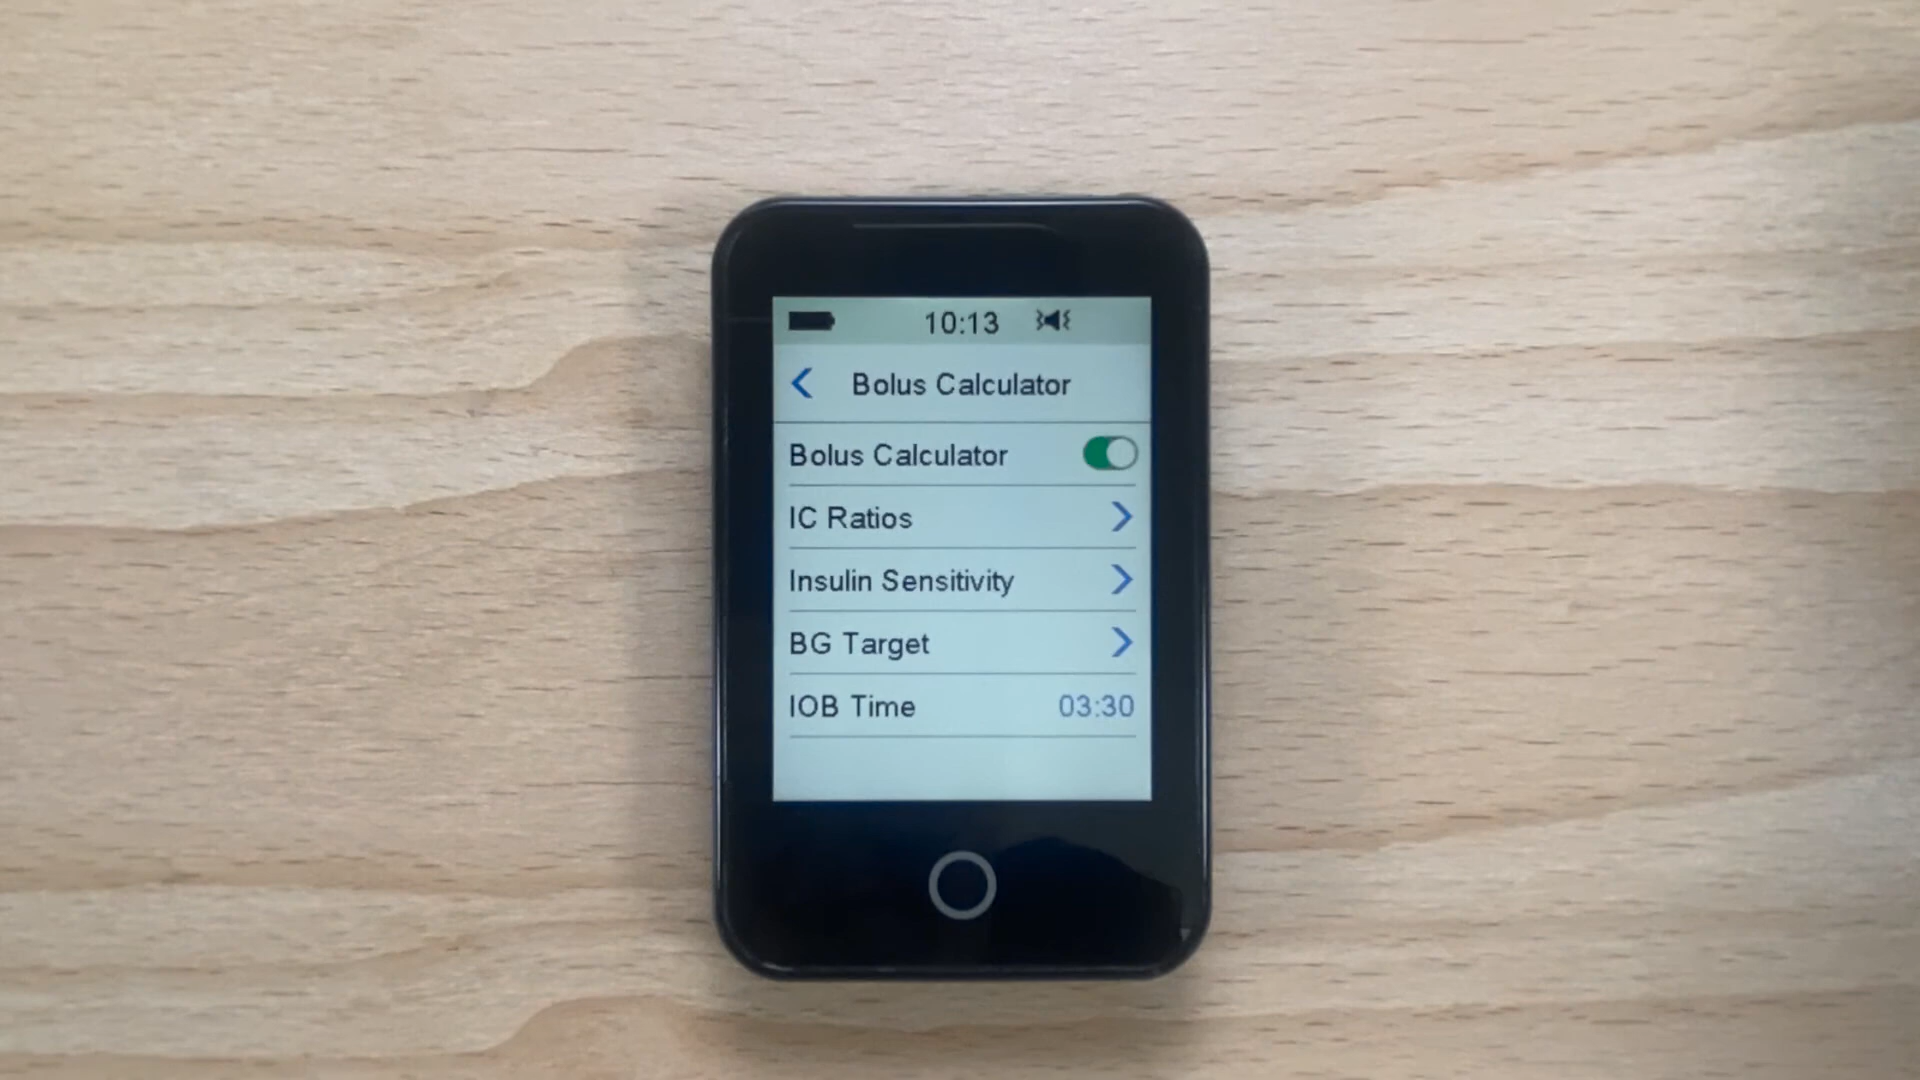 10:13
Bolus Calculator
Bolus Calculator
IC Ratios
Insulin Sensitivity
BG Target
IOB Time 03:30